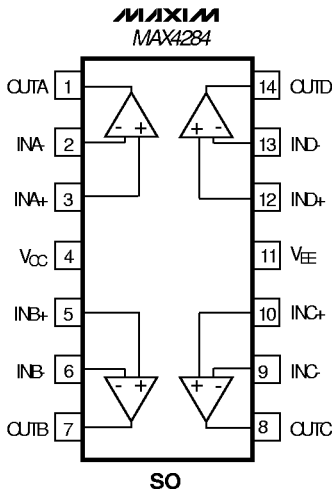 MAXIM
MAX4284
OUTA 1 14 OUTD
- + + -
INA- 2 13 IND-
INA+ 3 12 IND+
VCC 4 11 VEE
INB+ 5 10 INC+
INB- 6 9 INC-
- + + -
OUTB 7 8 OUTC
SO